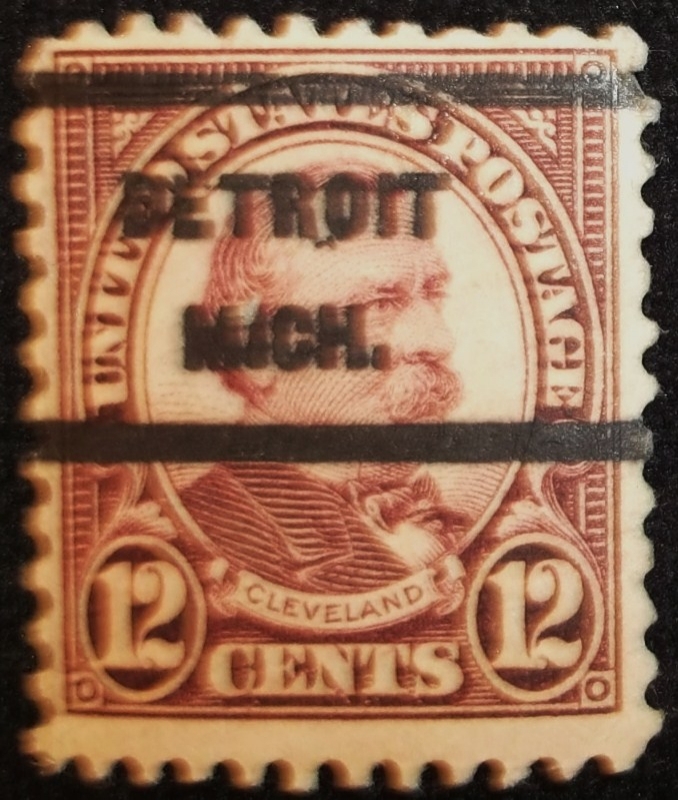 UNITED STATES POSTAGE
DETROIT
MICH.
CLEVELAND
12 CENTS 12